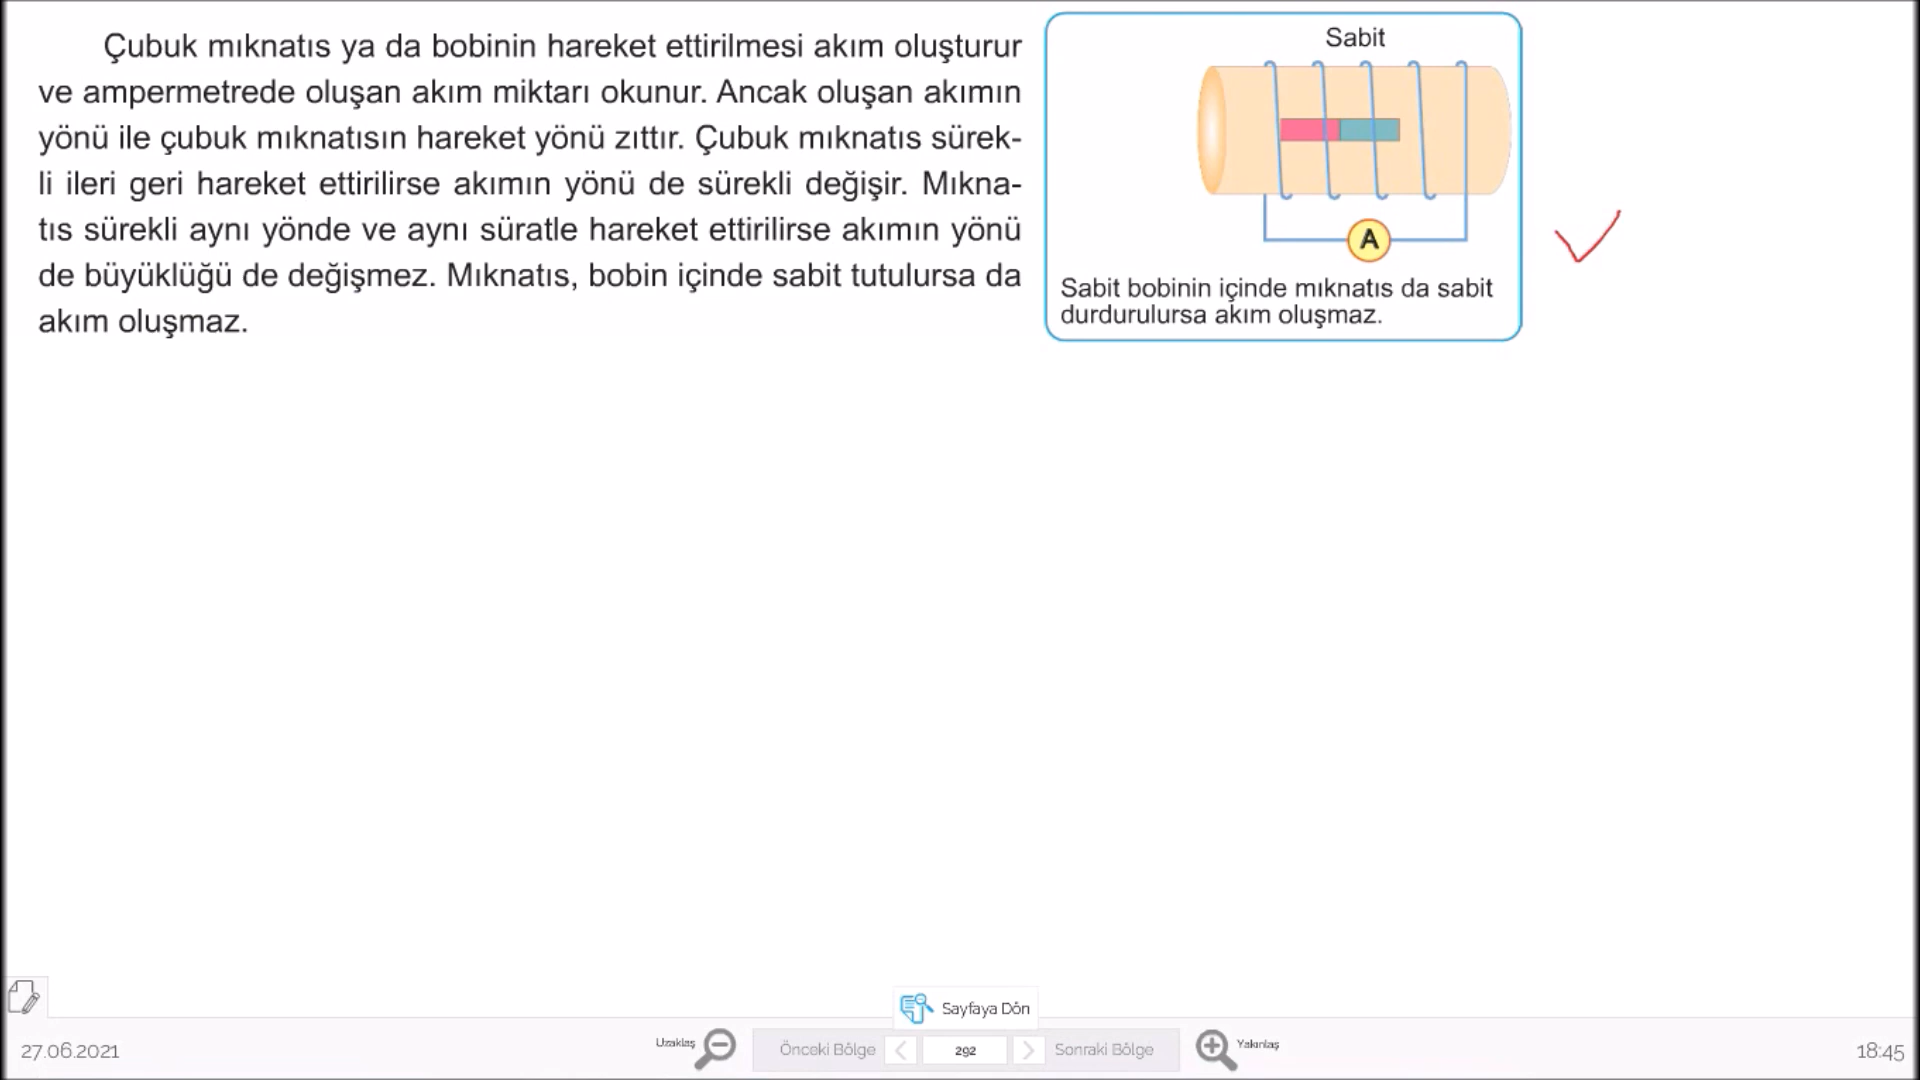 Çubuk mıknatıs ya da bobinin hareket ettirilmesi akım oluşturur
ve ampermetrede oluşan akım miktarı okunur. Ancak oluşan akımın
yönü ile çubuk mıknatısın hareket yönü zıttır. Çubuk mıknatıs sürek-
li ileri geri hareket ettirilirse akımın yönü de sürekli değişir. Mıkna-
tıs sürekli aynı yönde ve aynı süratle hareket ettirilirse akımın yönü
de büyüklüğü de değişmez. Mıknatıs, bobin içinde sabit tutulursa da
akım oluşmaz.
Sabit
A
Sabit bobinin içinde mıknatıs da sabit
durdurulursa akım oluşmaz.
Sayfaya Dön
27.06.2021
Uzaklaş
Önceki Bölge
292
Sonraki Bölge
Yakınlaş
18:45